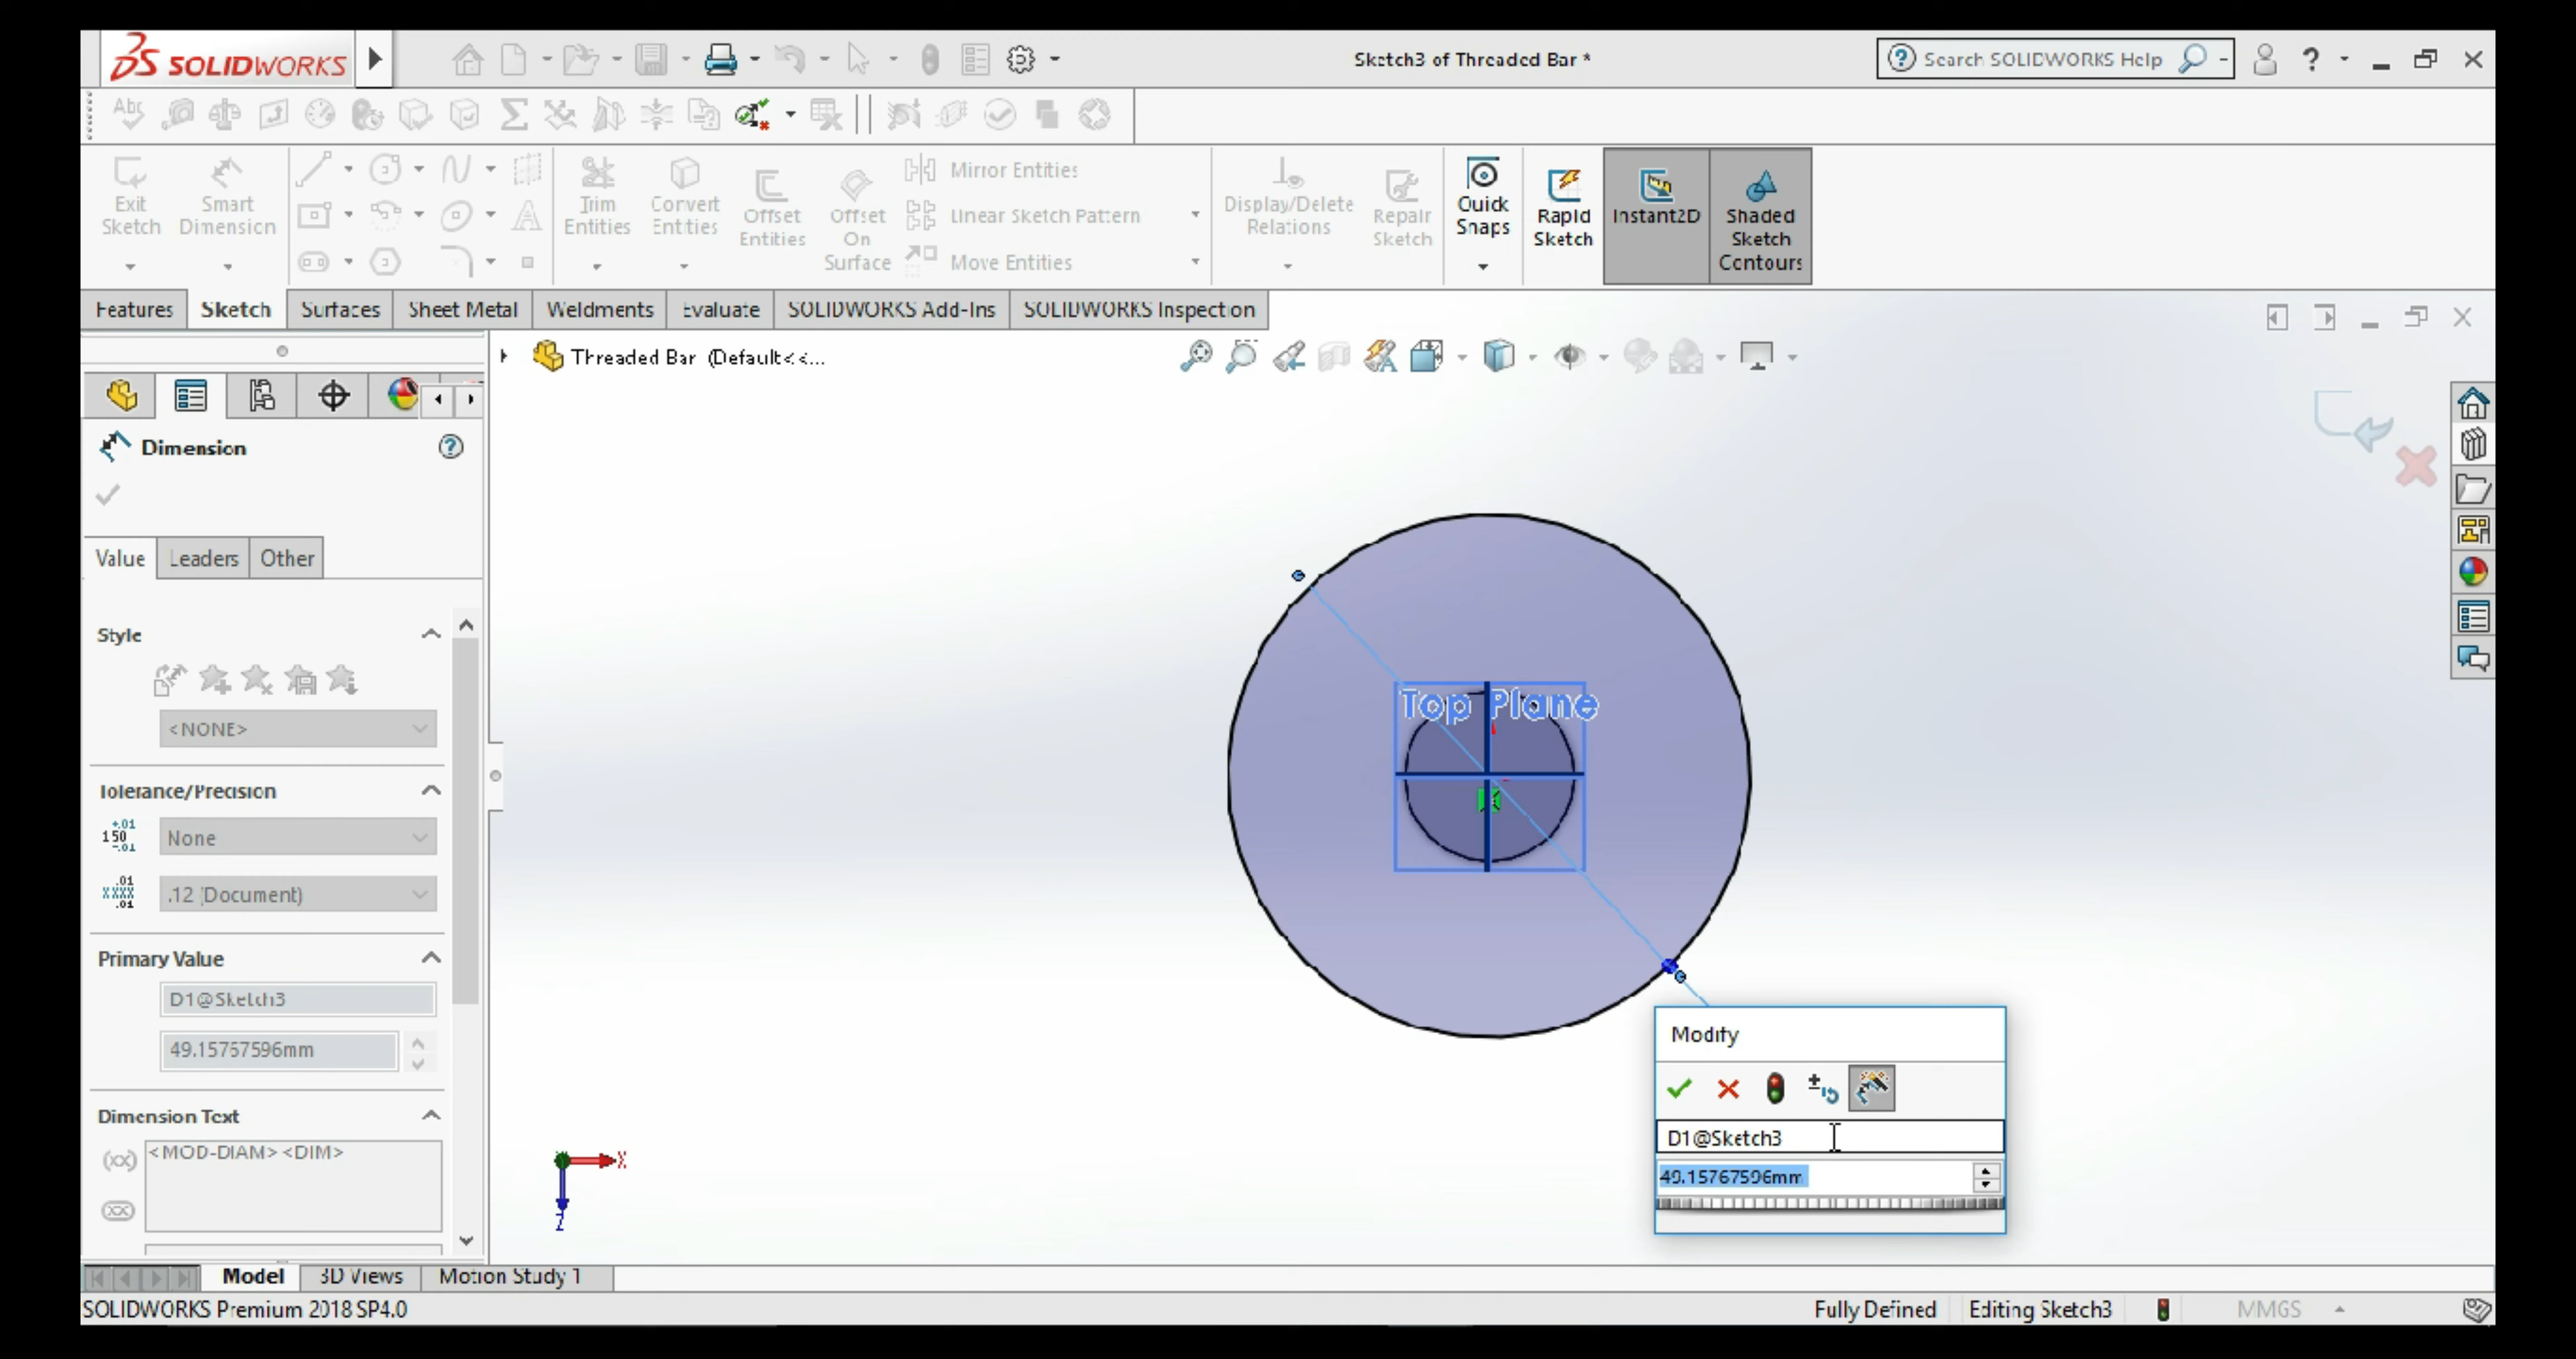 SOLIDWORKS
Sketch3 of Threaded Bar *
Search SOLIDWORKS Help
?
Abc
Exit Sketch
Smart Dimension
Trim Entities
Convert Entities
Offset Entities
Offset On Surface
Mirror Entities
Linear Sketch Pattern
Move Entities
Display/Delete Relations
Repair Sketch
Quick Snaps
Rapid Sketch
Instant2D
Shaded Sketch Contours
Features
Sketch
Surfaces
Sheet Metal
Weldments
Evaluate
SOLIDWORKS Add-Ins
SOLIDWORKS Inspection
Threaded Bar (Default<<...
Dimension
?
Value
Leaders
Other
Style
<NONE>
Tolerance/Precision
None
.12 (Document)
Primary Value
D1@Sketch3
49.15767596mm
Dimension Text
<MOD-DIAM><DIM>
(xx)
Top Plane
X
Z
Modify
D1@Sketch3
49.15767596mm
Model
3D Views
Motion Study 1
SOLIDWORKS Premium 2018 SP4.0
Fully Defined
Editing Sketch3
MMGS